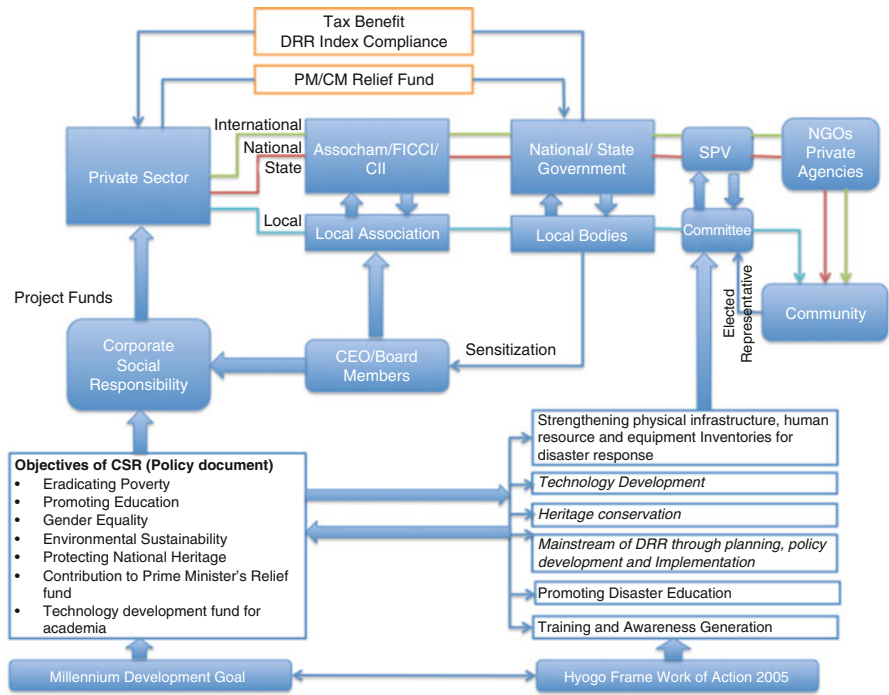 Tax Benefit
DRR Index Compliance
PM/CM Relief Fund
International
National
State
Local
Private Sector
Assocham/FICCI/
CII
National/ State
Government
SPV
NGOs
Private
Agencies
Local Association
Local Bodies
Committee
Community
Elected
Representative
Project Funds
Corporate
Social
Responsibility
CEO/Board
Members
Sensitization
Objectives of CSR (Policy document)
• Eradicating Poverty
• Promoting Education
• Gender Equality
• Environmental Sustainability
• Protecting National Heritage
• Contribution to Prime Minister's Relief
fund
• Technology development fund for
academia
Strengthening physical infrastructure, human
resource and equipment Inventories for
disaster response
Technology Development
Heritage conservation
Mainstream of DRR through planning, policy
development and Implementation
Promoting Disaster Education
Training and Awareness Generation
Millennium Development Goal
Hyogo Frame Work of Action 2005